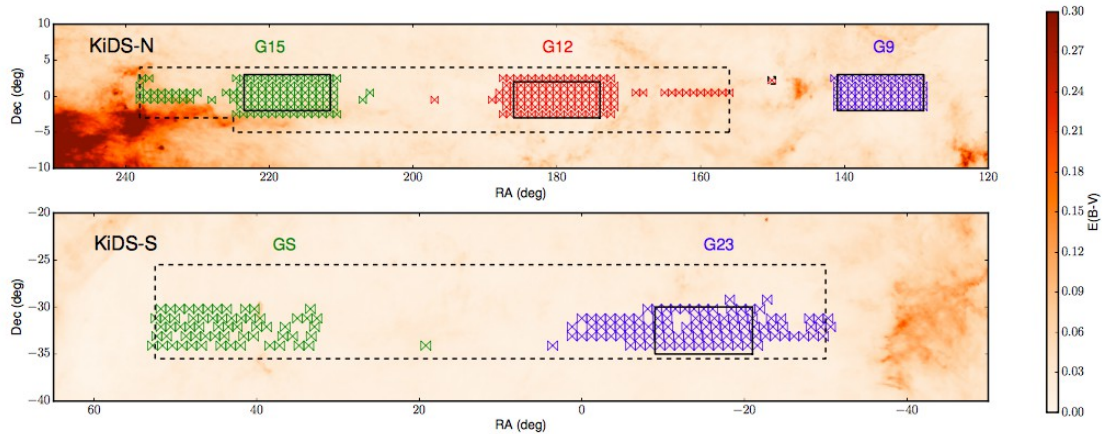 KiDS-N G15 G12 G9
10
5
0
−5
−10
Dec (deg)
240 220 200 180 160 140 120
RA (deg)
KiDS-S GS G23
−20
−25
−30
−35
−40
Dec (deg)
60 40 20 0 −20 −40
RA (deg)
0.30
0.27
0.24
0.21
0.18
0.15
0.12
0.09
0.06
0.03
0.00
E(B-V)